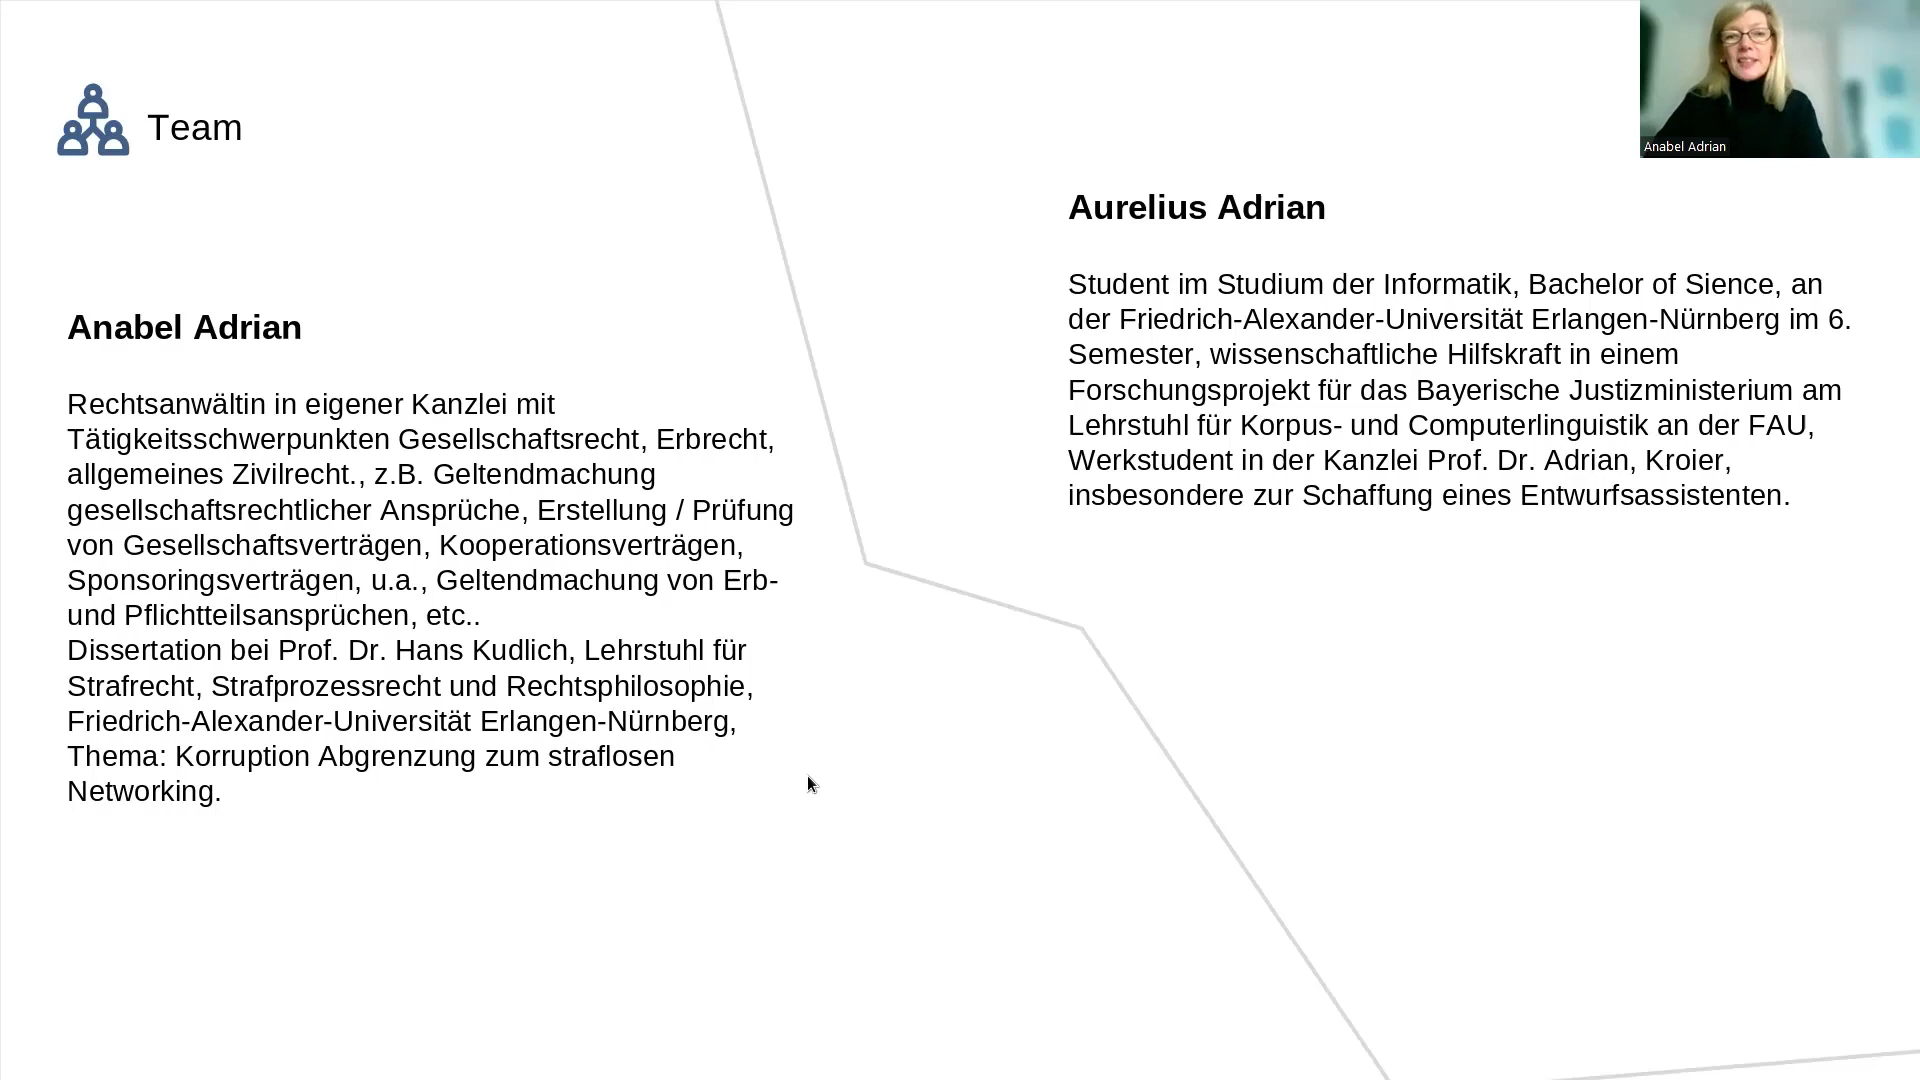 Team
Anabel Adrian
Rechtsanwältin in eigener Kanzlei mit
Tätigkeitsschwerpunkten Gesellschaftsrecht, Erbrecht,
allgemeines Zivilrecht., z.B. Geltendmachung
gesellschaftsrechtlicher Ansprüche, Erstellung / Prüfung
von Gesellschaftsverträgen, Kooperationsverträgen,
Sponsoringsverträgen, u.a., Geltendmachung von Erb-
und Pflichtteilsansprüchen, etc..
Dissertation bei Prof. Dr. Hans Kudlich, Lehrstuhl für
Strafrecht, Strafprozessrecht und Rechtsphilosophie,
Friedrich-Alexander-Universität Erlangen-Nürnberg,
Thema: Korruption Abgrenzung zum straflosen
Networking.
Aurelius Adrian
Student im Studium der Informatik, Bachelor of Sience, an
der Friedrich-Alexander-Universität Erlangen-Nürnberg im 6.
Semester, wissenschaftliche Hilfskraft in einem
Forschungsprojekt für das Bayerische Justizministerium am
Lehrstuhl für Korpus- und Computerlinguistik an der FAU,
Werkstudent in der Kanzlei Prof. Dr. Adrian, Kroier,
insbesondere zur Schaffung eines Entwurfsassistenten.
Anabel Adrian